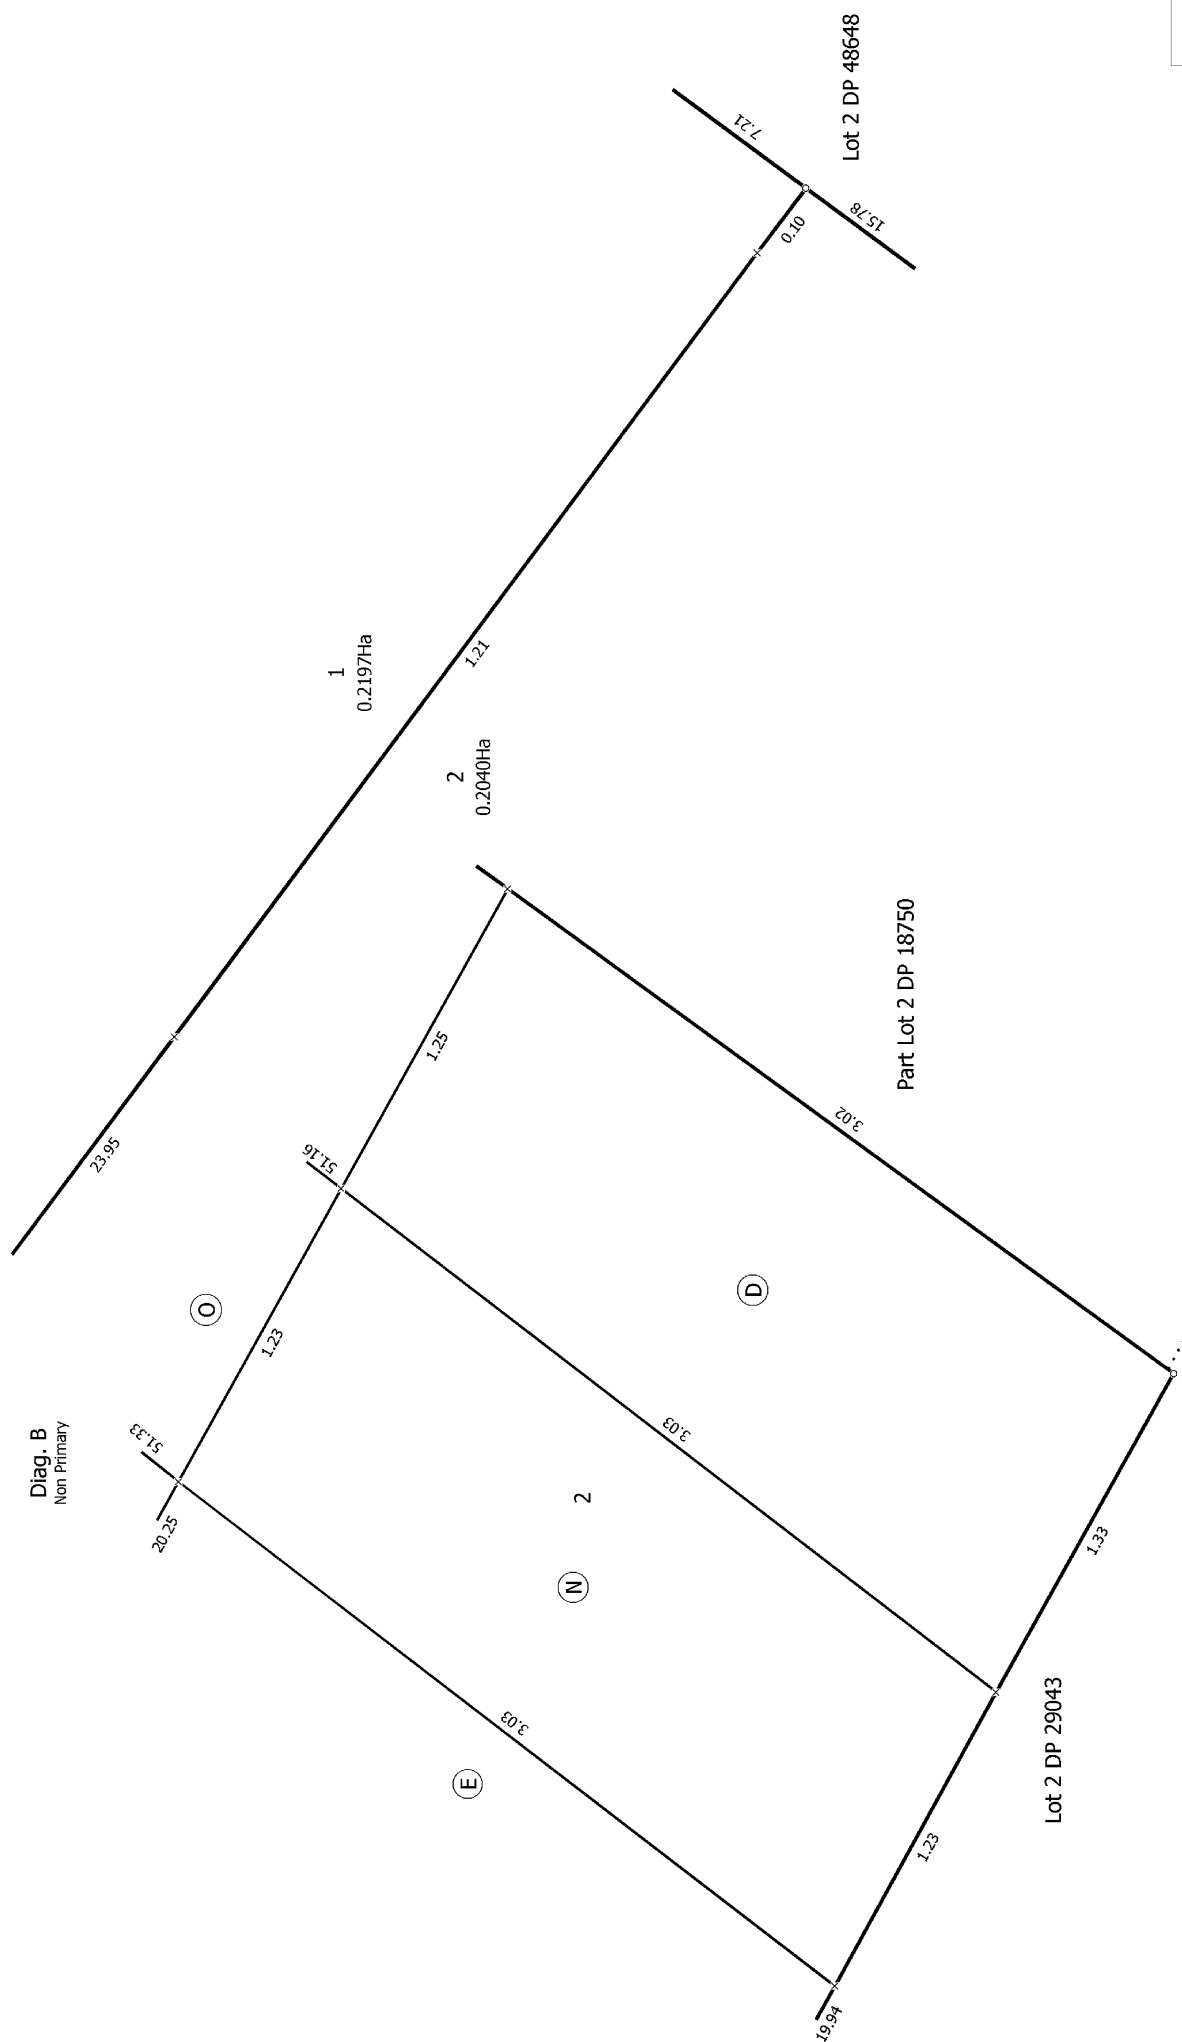 Diag. B
Non Primary
23.95
1
0.2197Ha
1.21
2
0.2040Ha
0.10
7.21
15.78
Lot 2 DP 48648
O
20.25
51.33
1.23
51.16
1.25
E
3.03
N
2
3.03
D
3.02
Part Lot 2 DP 18750
19.94
1.23
1.33
Lot 2 DP 29043